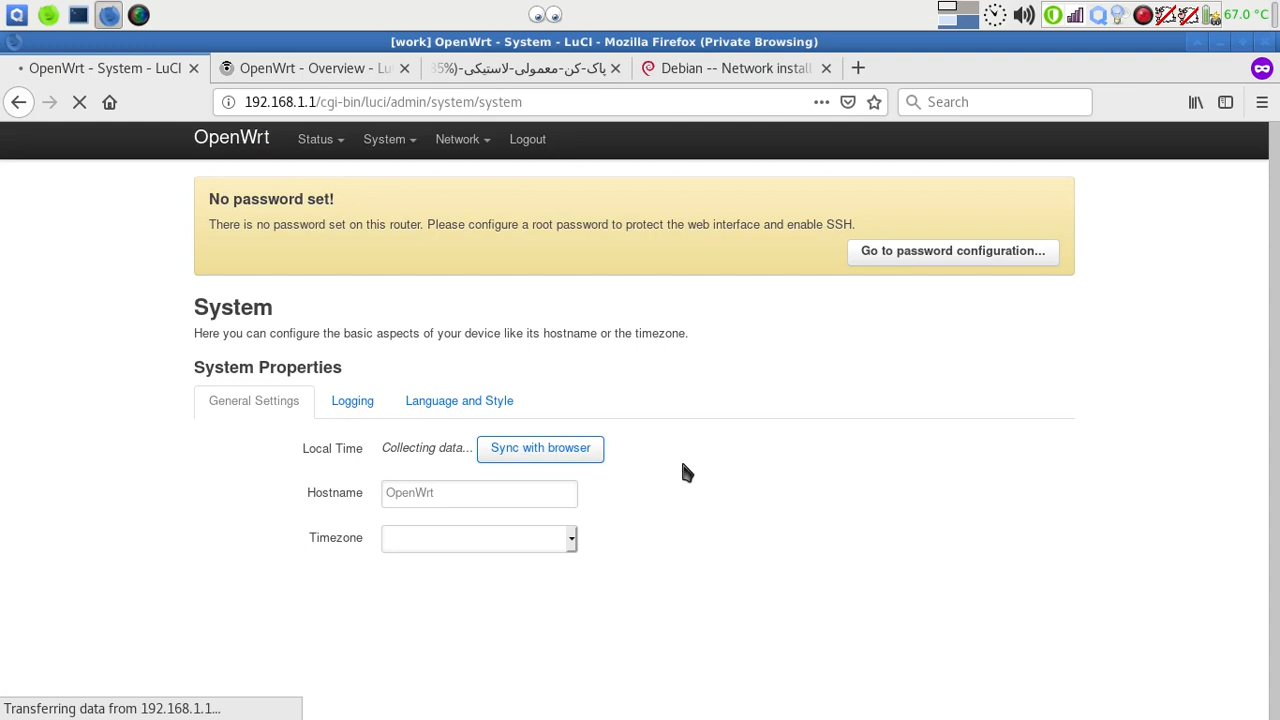 67.0 °C
[work] OpenWrt - System - LuCI - Mozilla Firefox (Private Browsing)
OpenWrt - System - LuCI
OpenWrt - Overview - Lu
پاک-کن-معمولی-لاستیکی-(%85
Debian -- Network instal
192.168.1.1/cgi-bin/luci/admin/system/system
Search
OpenWrt
Status
System
Network
Logout
No password set!
There is no password set on this router. Please configure a root password to protect the web interface and enable SSH.
Go to password configuration...
System
Here you can configure the basic aspects of your device like its hostname or the timezone.
System Properties
General Settings
Logging
Language and Style
Local Time
Collecting data...
Sync with browser
Hostname
OpenWrt
Timezone
Transferring data from 192.168.1.1...